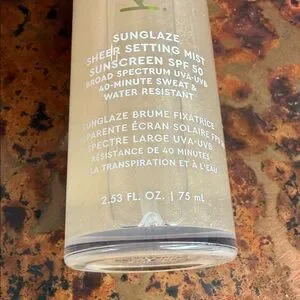 SUNGLAZE
SHEER SETTING MIST
SUNSCREEN SPF 50
BROAD SPECTRUM UVA-UVB
40-MINUTE SWEAT &
WATER RESISTANT
SUNGLAZE BRUME FIXATRICE
PARENTE ÉCRAN SOLAIRE SPF
SPECTRE LARGE UVA-UVB
RÉSISTANCE DE 40 MINUTES
À LA TRANSPIRATION ET À L'EAU
2.53 FL. OZ. | 75 mL